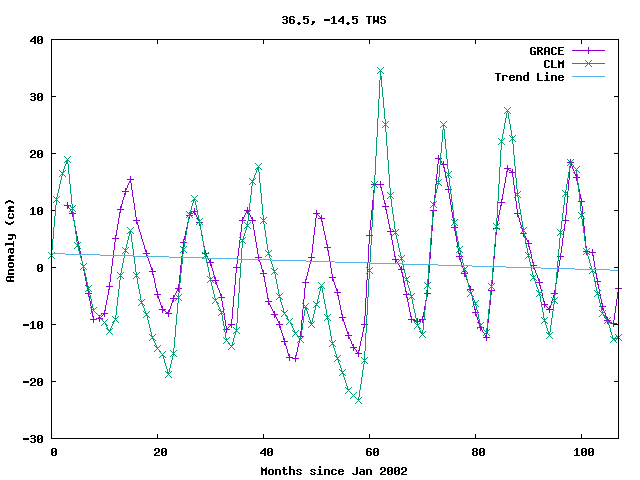 36.5, -14.5 TWS
GRACE
CLM
Trend Line
Anomaly (cm)
40
30
20
10
0
-10
-20
-30
0 20 40 60 80 100
Months since Jan 2002